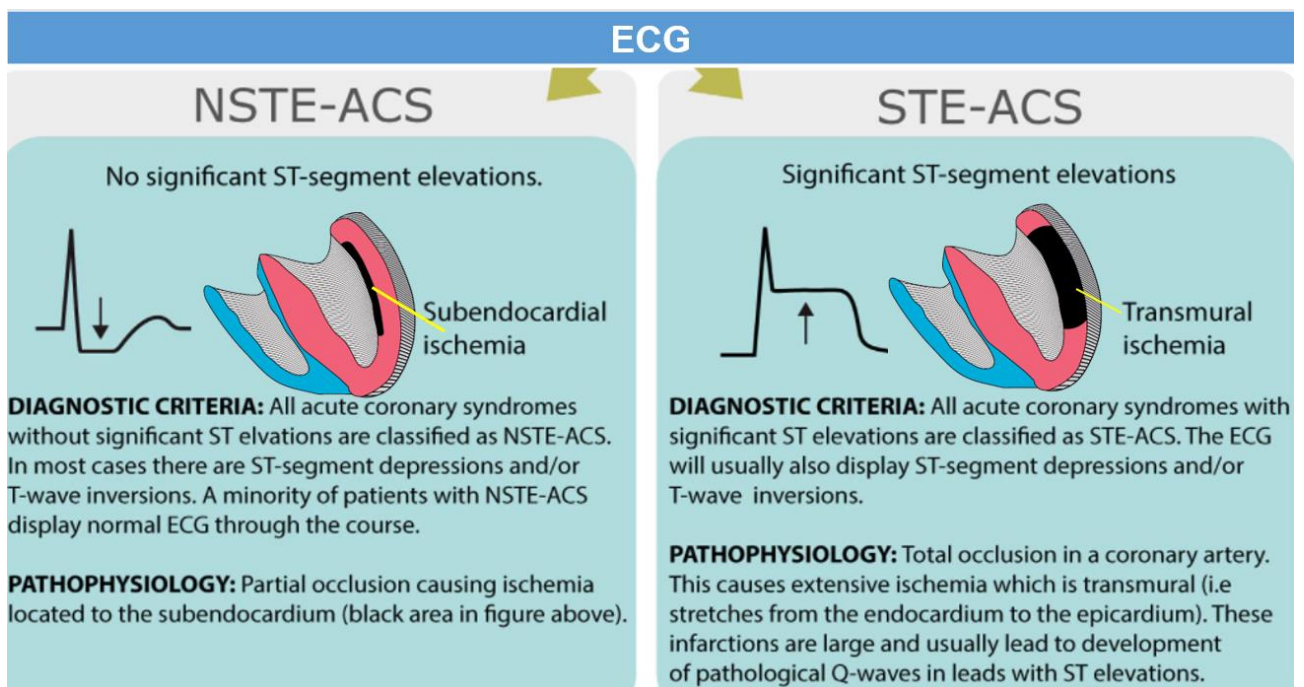 ECG
NSTE-ACS
No significant ST-segment elevations.
Subendocardial
ischemia
DIAGNOSTIC CRITERIA: All acute coronary syndromes
without significant ST elvations are classified as NSTE-ACS.
In most cases there are ST-segment depressions and/or
T-wave inversions. A minority of patients with NSTE-ACS
display normal ECG through the course.
PATHOPHYSIOLOGY: Partial occlusion causing ischemia
located to the subendocardium (black area in figure above).
STE-ACS
Significant ST-segment elevations
Transmural
ischemia
DIAGNOSTIC CRITERIA: All acute coronary syndromes with
significant ST elevations are classified as STE-ACS. The ECG
will usually also display ST-segment depressions and/or
T-wave inversions.
PATHOPHYSIOLOGY: Total occlusion in a coronary artery.
This causes extensive ischemia which is transmural (i.e
stretches from the endocardium to the epicardium). These
infarctions are large and usually lead to development
of pathological Q-waves in leads with ST elevations.